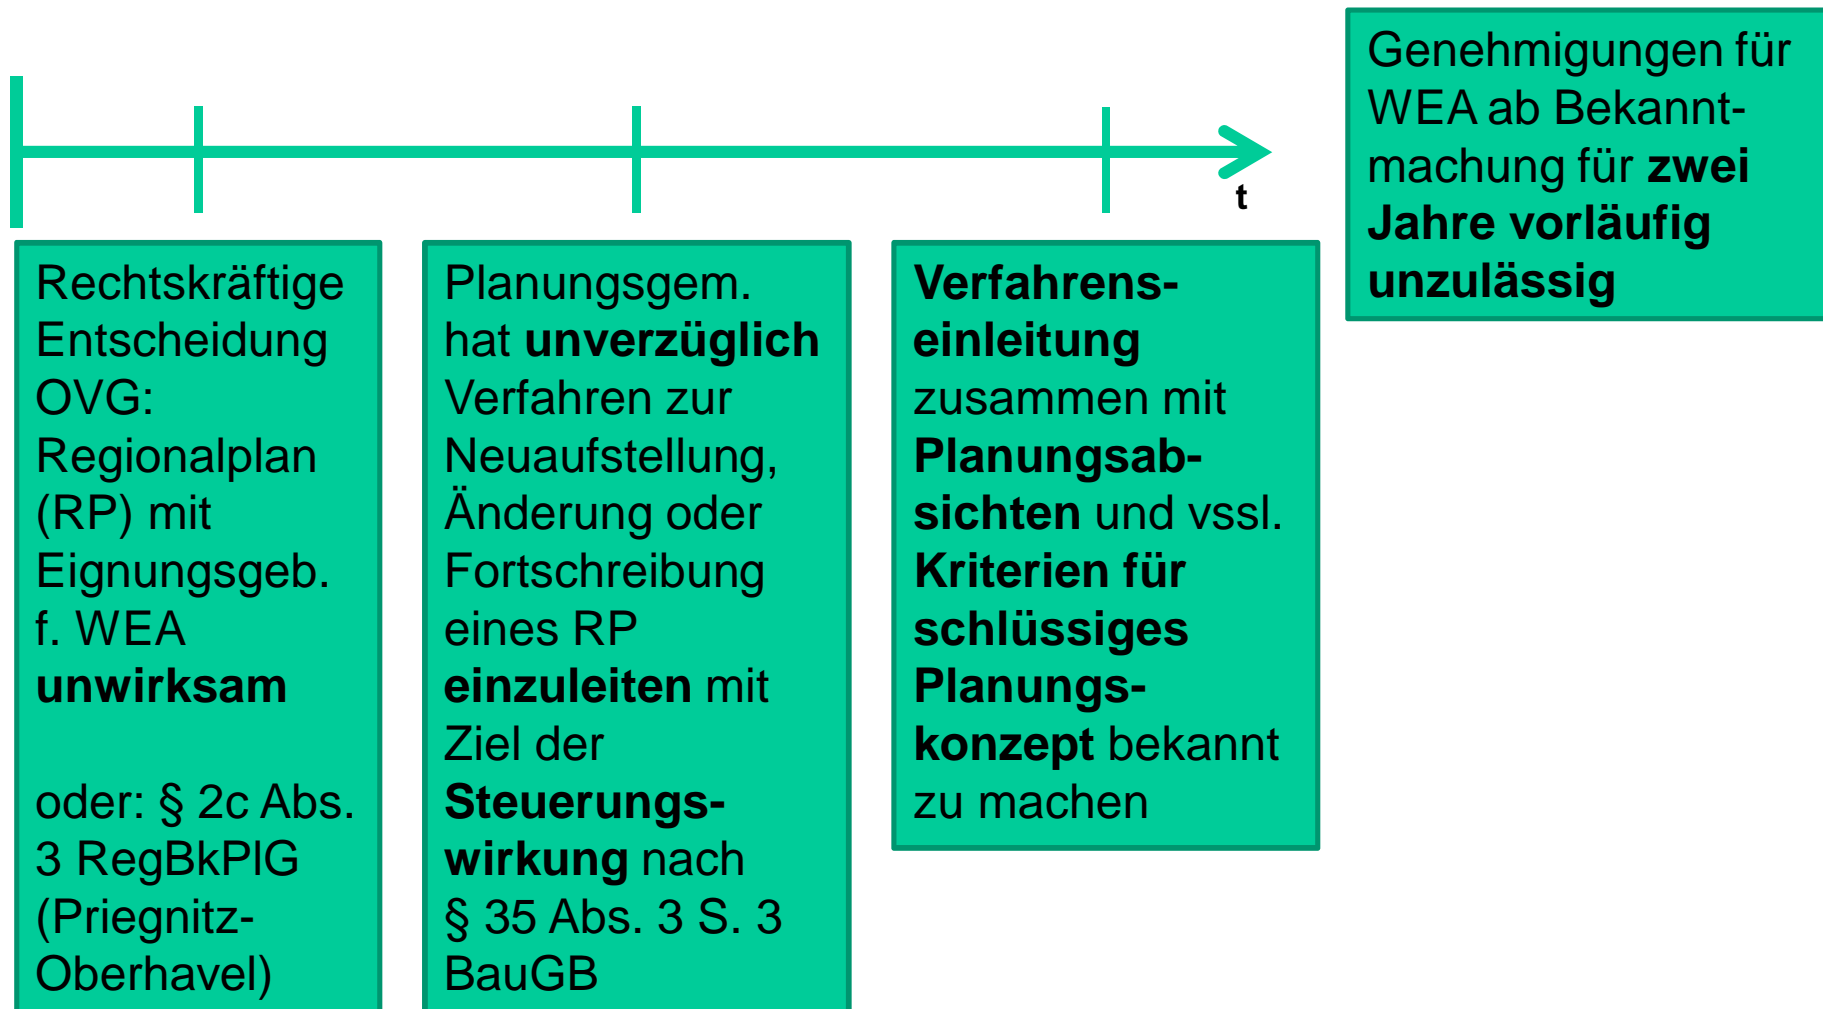 t
Rechtskräftige
Entscheidung
OVG:
Regionalplan
(RP) mit
Eignungsgeb.
f. WEA
unwirksam
oder: § 2c Abs.
3 RegBkPlG
(Priegnitz-
Oberhavel)
Planungsgem.
hat unverzüglich
Verfahren zur
Neuaufstellung,
Änderung oder
Fortschreibung
eines RP
einzuleiten mit
Ziel der
Steuerungs-
wirkung nach
§ 35 Abs. 3 S. 3
BauGB
Verfahrens-
einleitung
zusammen mit
Planungsab-
sichten und vssl.
Kriterien für
schlüssiges
Planungs-
konzept bekannt
zu machen
Genehmigungen für
WEA ab Bekannt-
machung für zwei
Jahre vorläufig
unzulässig